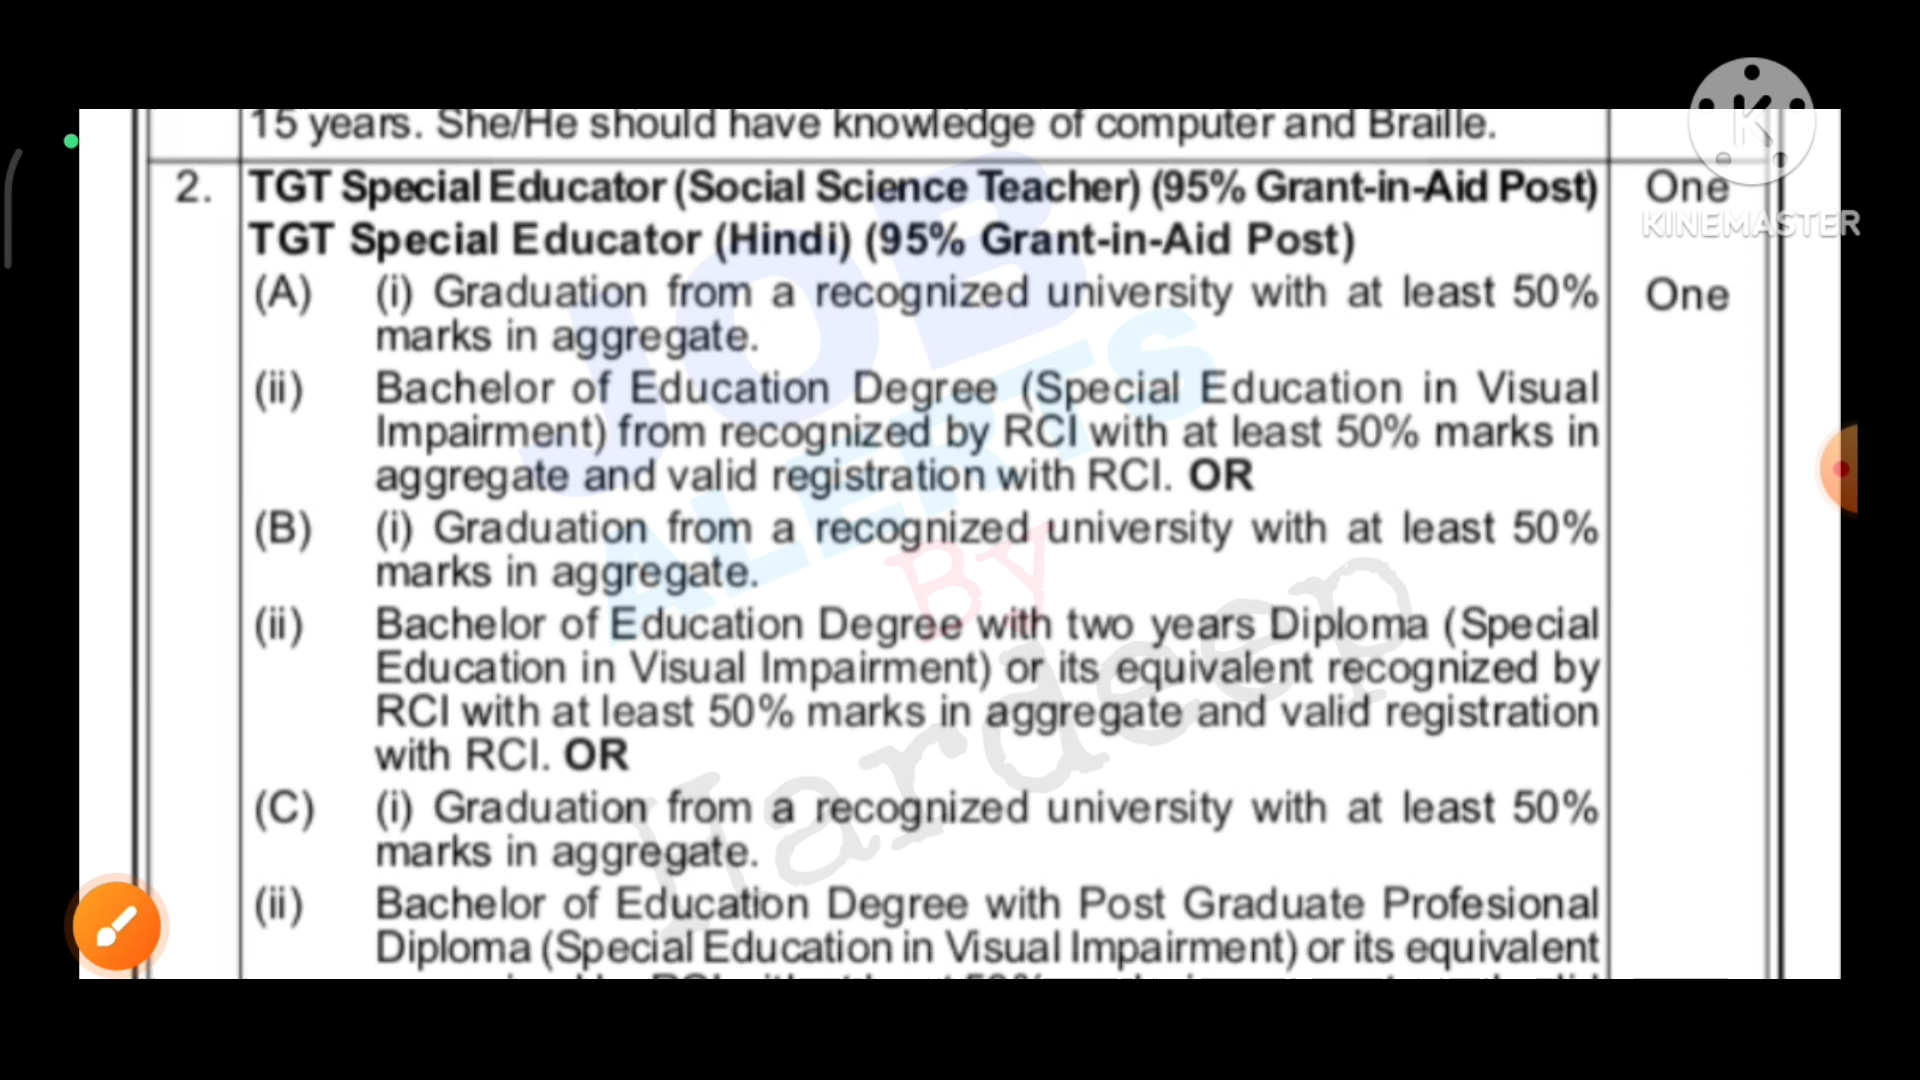 15 years. She/He should have knowledge of computer and Braille.
2. TGT Special Educator (Social Science Teacher) (95% Grant-in-Aid Post) One
TGT Special Educator (Hindi) (95% Grant-in-Aid Post)
(A) (i) Graduation from a recognized university with at least 50% One
marks in aggregate.
(ii) Bachelor of Education Degree (Special Education in Visual
Impairment) from recognized by RCI with at least 50% marks in
aggregate and valid registration with RCI. OR
(B) (i) Graduation from a recognized university with at least 50%
marks in aggregate.
(ii) Bachelor of Education Degree with two years Diploma (Special
Education in Visual Impairment) or its equivalent recognized by
RCI with at least 50% marks in aggregate and valid registration
with RCI. OR
(C) (i) Graduation from a recognized university with at least 50%
marks in aggregate.
(ii) Bachelor of Education Degree with Post Graduate Profesional
Diploma (Special Education in Visual Impairment) or its equivalent
K
KINEMASTER
JOB
ALERTS
BY
Hardeep